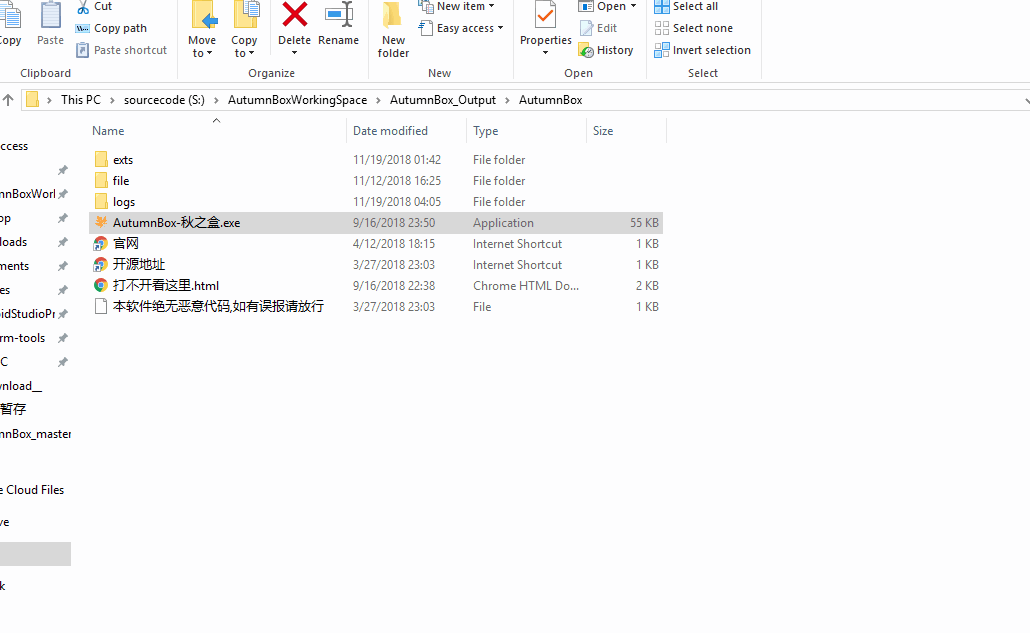 Cut
New item
Open
Select all
Copy path
Easy access
Edit
Select none
Paste
Paste shortcut
Move to
Copy to
Delete
Rename
New folder
Properties
History
Invert selection
Clipboard
Organize
New
Open
Select
This PC > sourcecode (S:) > AutumnBoxWorkingSpace > AutumnBox_Output > AutumnBox
Name Date modified Type Size
exts 11/19/2018 01:42 File folder
file 11/12/2018 16:25 File folder
logs 11/19/2018 04:05 File folder
AutumnBox-秋之盒.exe 9/16/2018 23:50 Application 55 KB
官网 4/12/2018 18:15 Internet Shortcut 1 KB
开源地址 3/27/2018 23:03 Internet Shortcut 1 KB
打不开看这里.html 9/16/2018 22:38 Chrome HTML Do... 2 KB
本软件绝无恶意代码,如有误报请放行 3/27/2018 23:03 File 1 KB
ccess
nnBoxWorl
op
loads
ments
es
oidStudioPr
rm-tools
C
wnload__
暂存
nnBox_master
e Cloud Files
ve
k